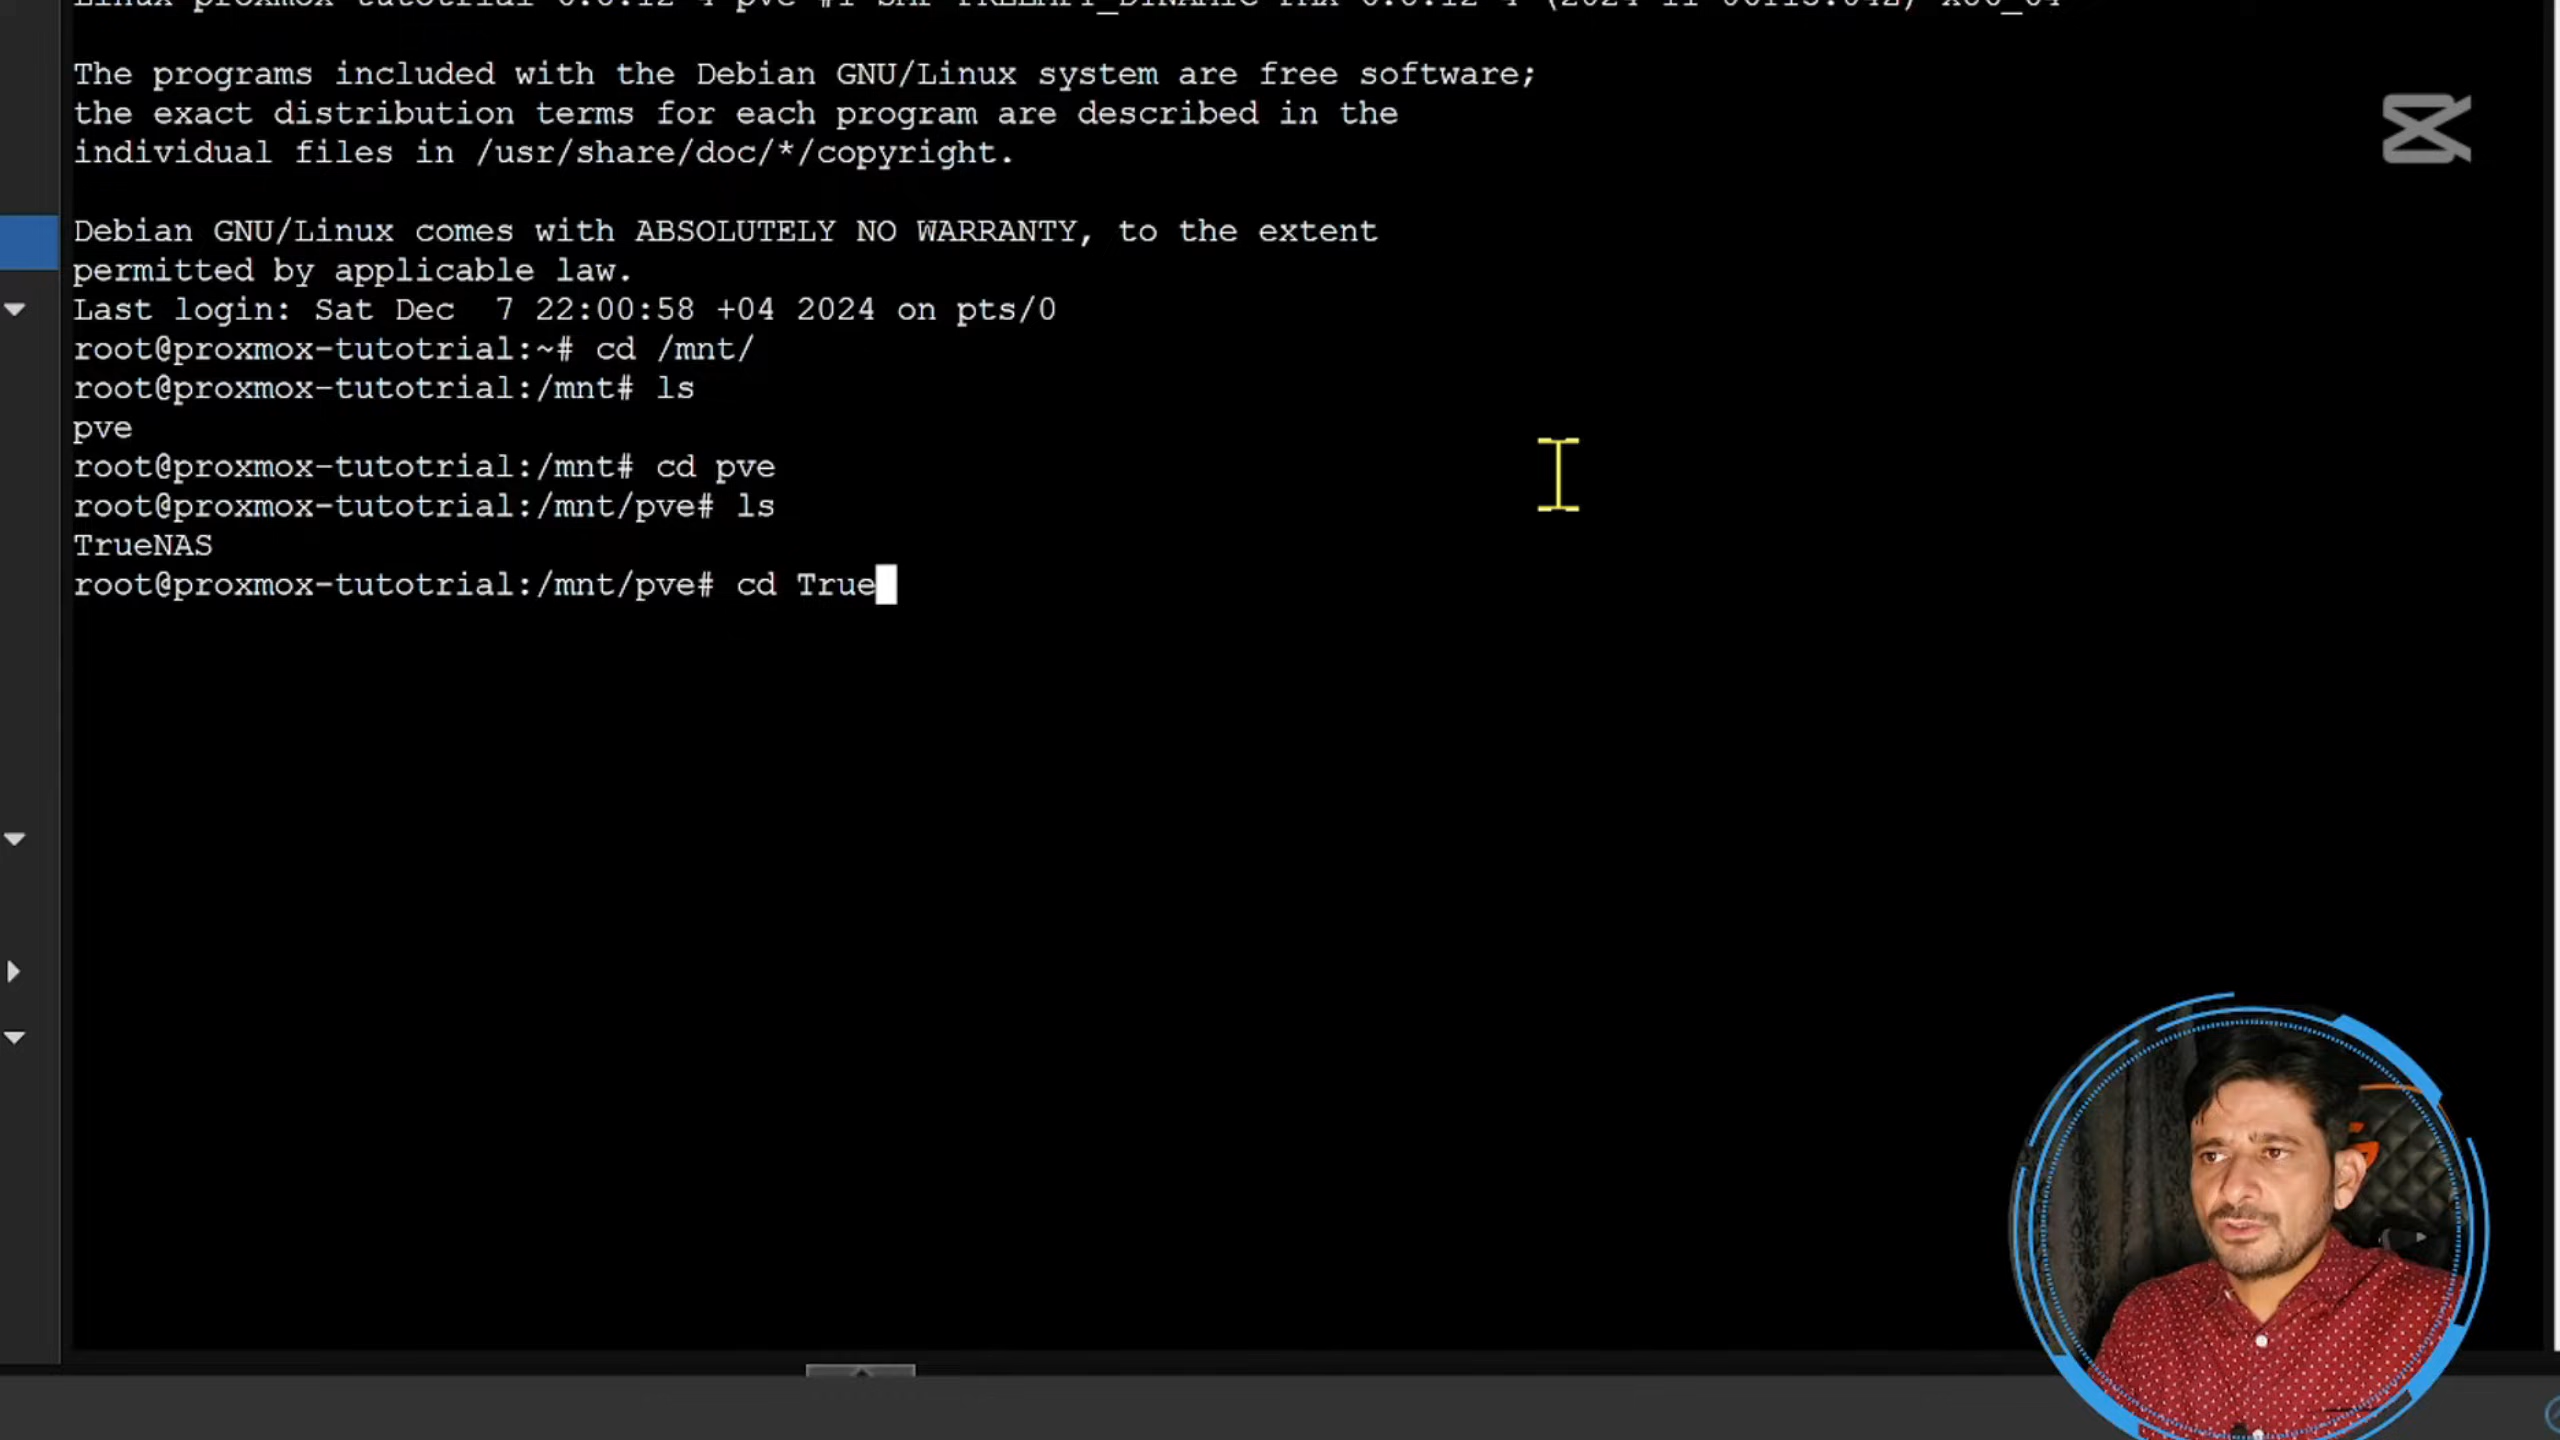 The programs included with the Debian GNU/Linux system are free software;
the exact distribution terms for each program are described in the
individual files in /usr/share/doc/*/copyright.
Debian GNU/Linux comes with ABSOLUTELY NO WARRANTY, to the extent
permitted by applicable law.
Last login: Sat Dec  7 22:00:58 +04 2024 on pts/0
root@proxmox-tutotrial:~# cd /mnt/
root@proxmox-tutotrial:/mnt# ls
pve
root@proxmox-tutotrial:/mnt# cd pve
root@proxmox-tutotrial:/mnt/pve# ls
TrueNAS
root@proxmox-tutotrial:/mnt/pve# cd True